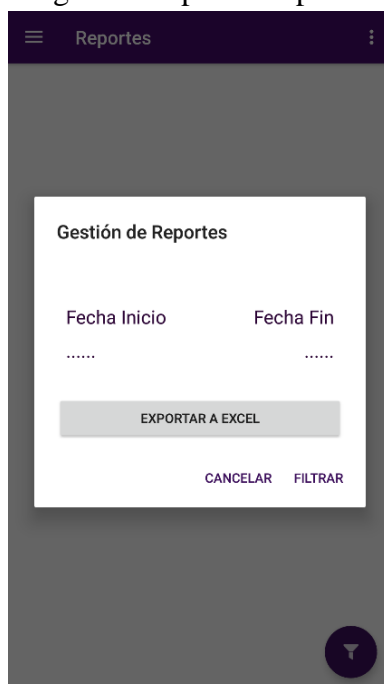 Reportes
Gestión de Reportes
Fecha Inicio Fecha Fin
...... ......
EXPORTAR A EXCEL
CANCELAR FILTRAR